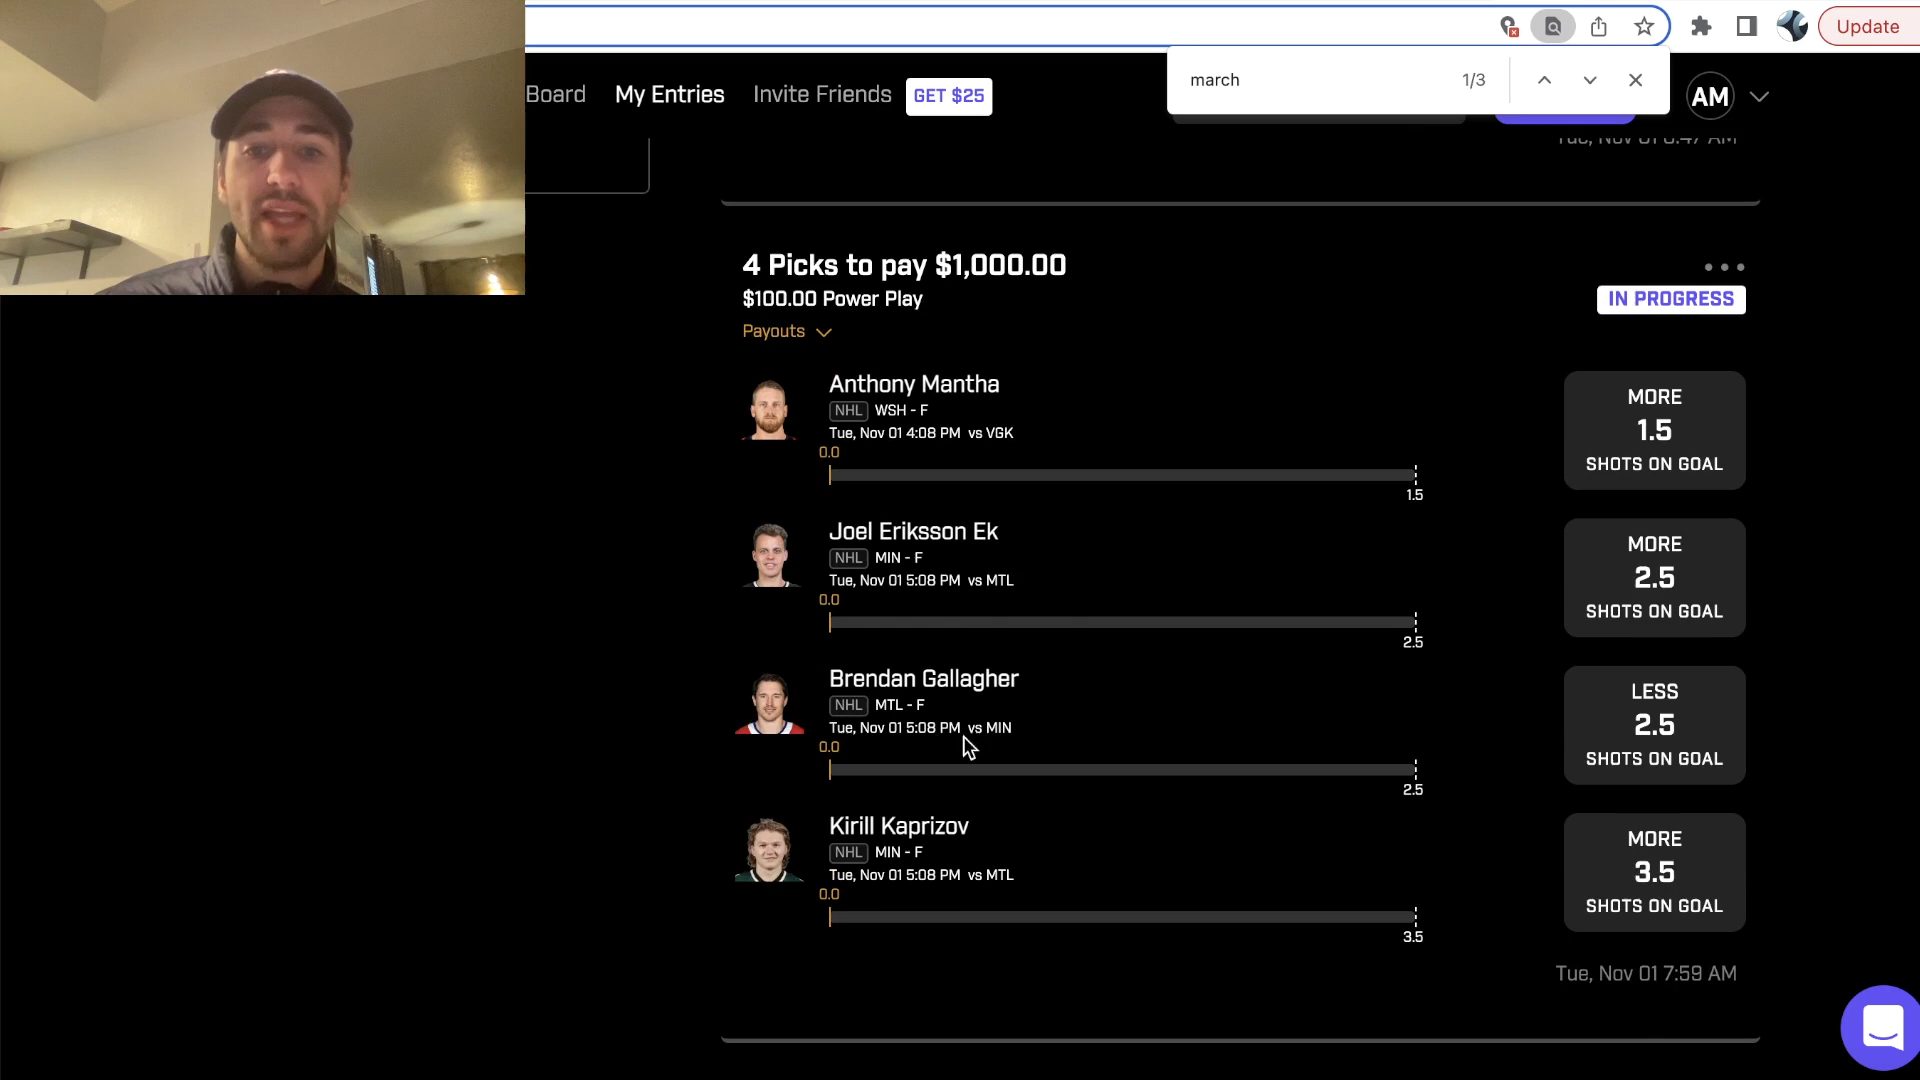 Update
march 1/3
Board My Entries Invite Friends GET $25
AM
4 Picks to pay $1,000.00
$100.00 Power Play
IN PROGRESS
Payouts
Anthony Mantha
NHL WSH - F
Tue, Nov 01 4:08 PM vs VGK
0.0
1.5
MORE
1.5
SHOTS ON GOAL
Joel Eriksson Ek
NHL MIN - F
Tue, Nov 01 5:08 PM vs MTL
0.0
2.5
MORE
2.5
SHOTS ON GOAL
Brendan Gallagher
NHL MTL - F
Tue, Nov 01 5:08 PM vs MIN
0.0
2.5
LESS
2.5
SHOTS ON GOAL
Kirill Kaprizov
NHL MIN - F
Tue, Nov 01 5:08 PM vs MTL
0.0
3.5
MORE
3.5
SHOTS ON GOAL
Tue, Nov 01 7:59 AM